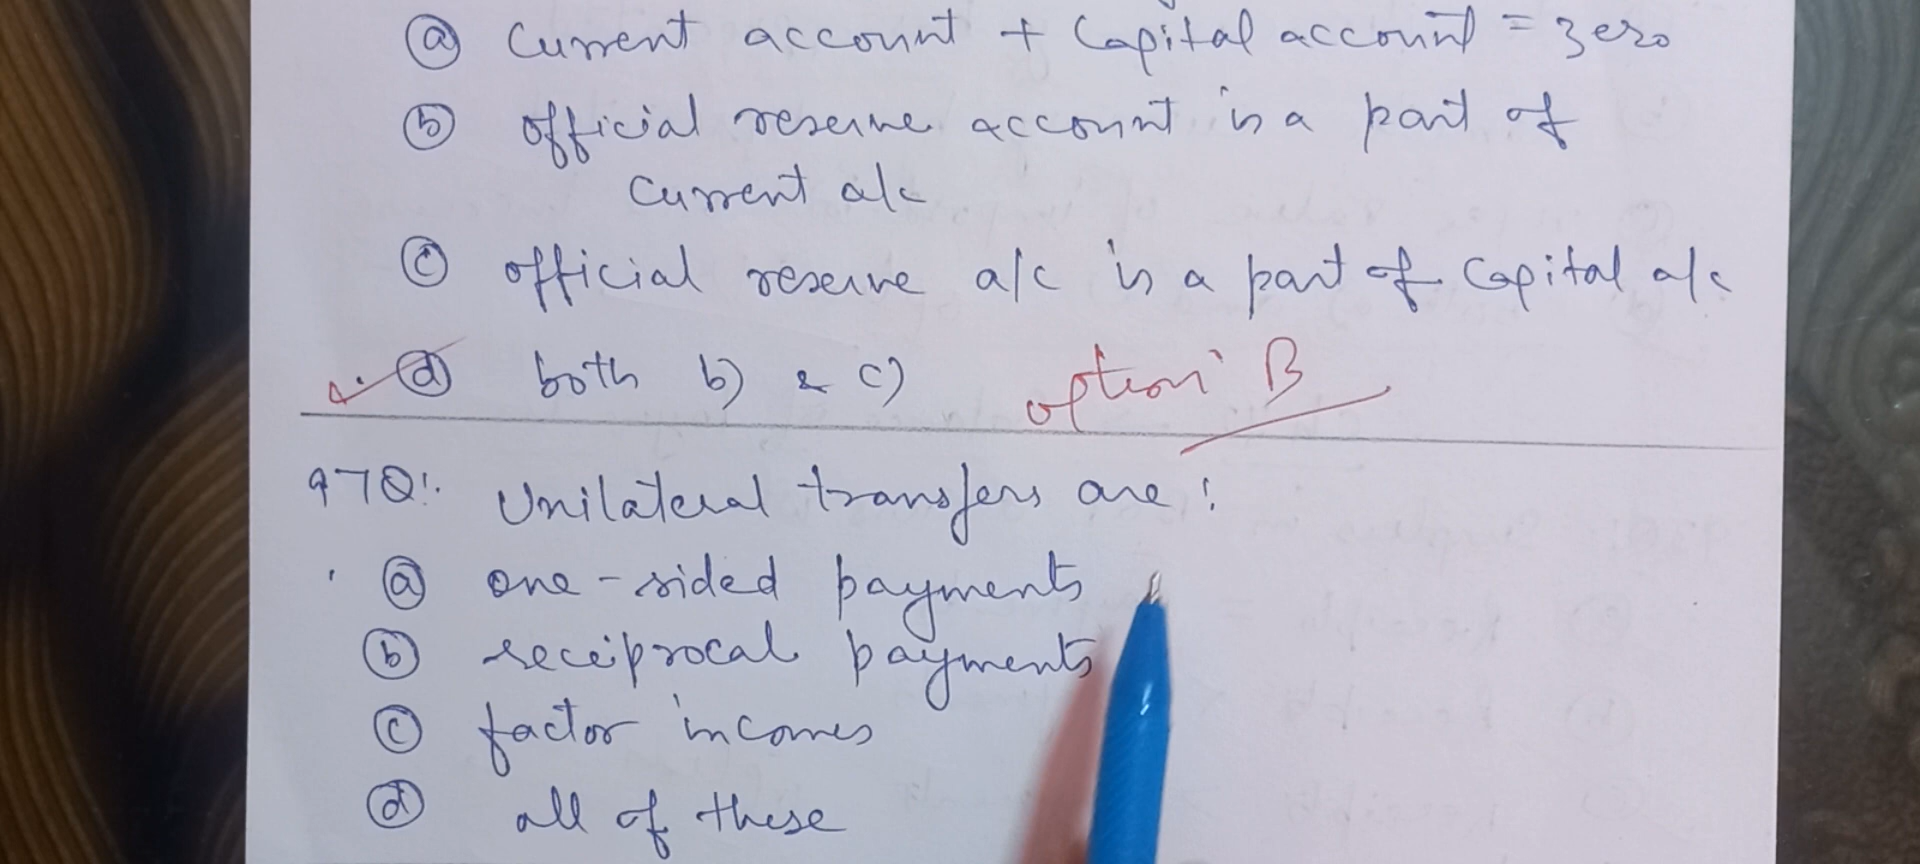 (a) Current account + Capital account = zero
(b) official reserve account is a part of
current a/c
(c) official reserve a/c is a part of capital a/c
(d) both b) & c) option B
97Q:. Unilateral transfers are :
(a) one-sided payments
(b) reciprocal payments
(c) factor incomes
(d) all of these